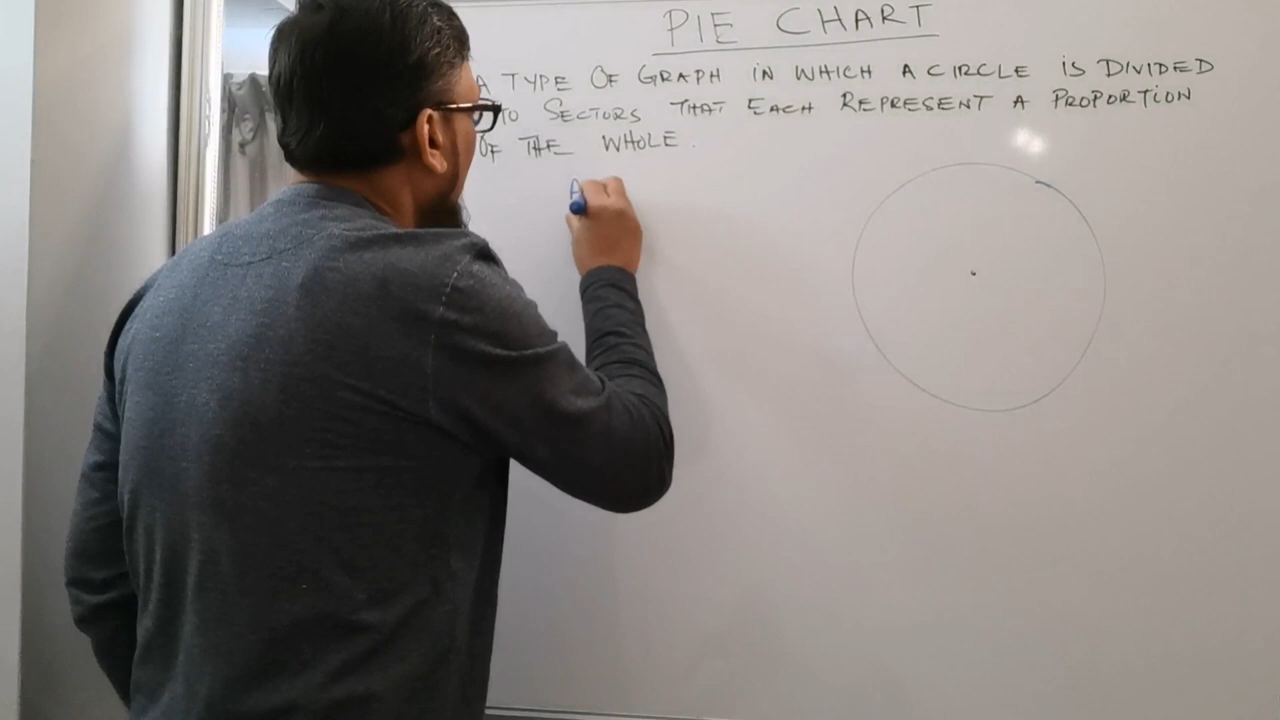 PIE CHART
A TYPE OF GRAPH IN WHICH A CIRCLE IS DIVIDED
TO SECTORS THAT EACH REPRESENT A PROPORTION
OF THE WHOLE.
A